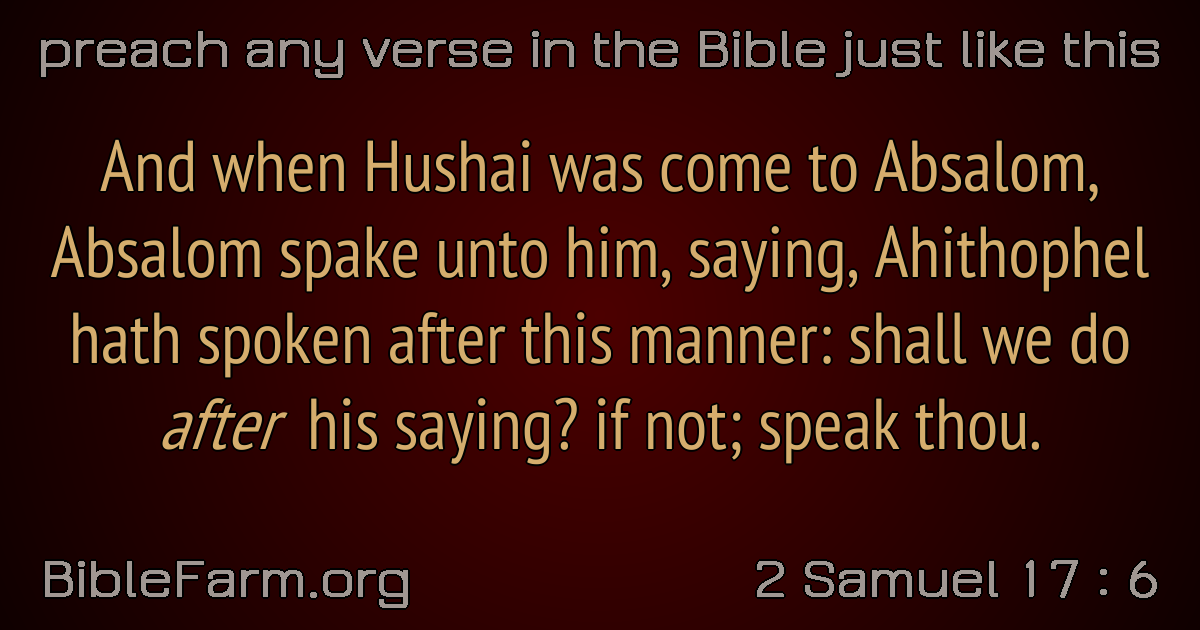 preach any verse in the Bible just like this
And when Hushai was come to Absalom,
Absalom spake unto him, saying, Ahithophel
hath spoken after this manner: shall we do
after his saying? if not; speak thou.
BibleFarm.org
2 Samuel 17 : 6